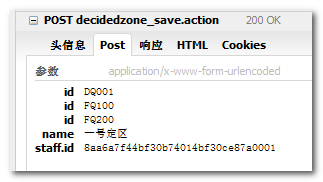 POST decidedzone_save.action 200 OK
头信息 Post 响应 HTML Cookies
参数 application/x-www-form-urlencoded
id DQ001
id FQ100
id FQ200
name 一号定区
staff.id 8aa6a7f44bf30b74014bf30ce87a0001